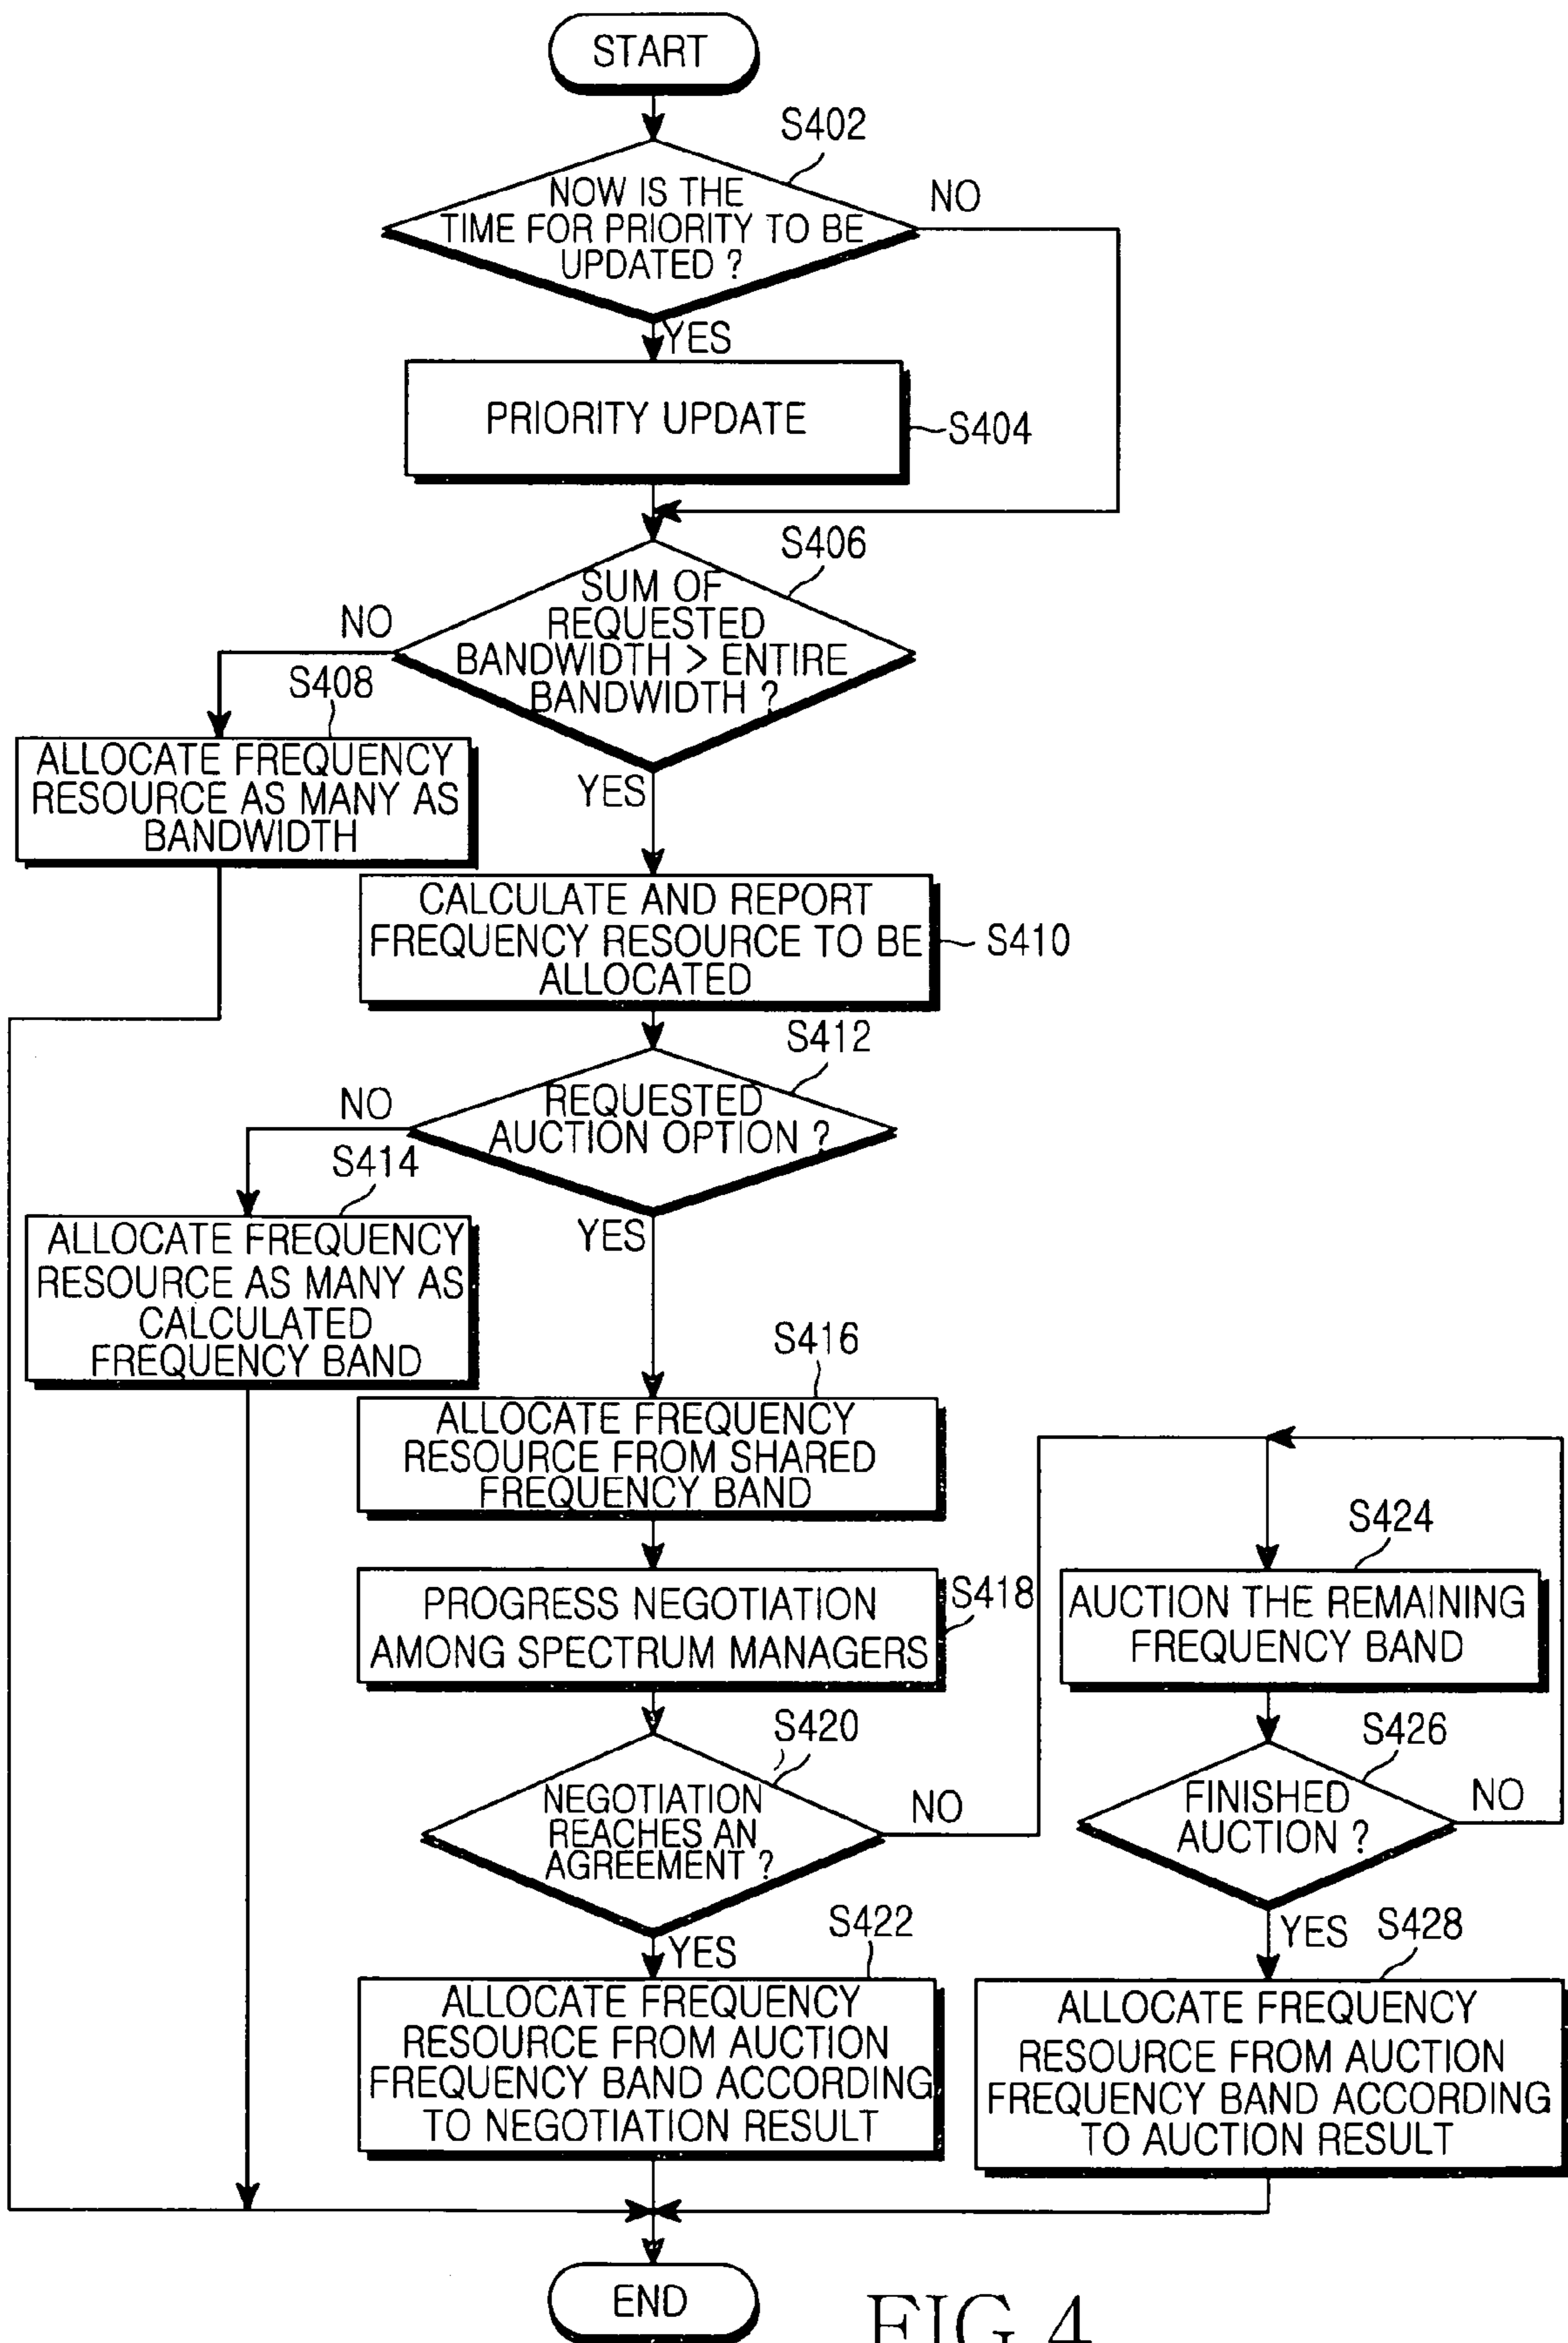 START
S402
NOW IS THE
TIME FOR PRIORITY TO BE
UPDATED ?
NO
YES
PRIORITY UPDATE
S404
S406
SUM OF
REQUESTED
BANDWIDTH > ENTIRE
BANDWIDTH ?
NO
S408
YES
ALLOCATE FREQUENCY
RESOURCE AS MANY AS
BANDWIDTH
CALCULATE AND REPORT
FREQUENCY RESOURCE TO BE
ALLOCATED
S410
S412
REQUESTED
AUCTION OPTION ?
NO
S414
YES
ALLOCATE FREQUENCY
RESOURCE AS MANY AS
CALCULATED
FREQUENCY BAND
S416
ALLOCATE FREQUENCY
RESOURCE FROM SHARED
FREQUENCY BAND
PROGRESS NEGOTIATION
AMONG SPECTRUM MANAGERS
S418
S420
NEGOTIATION
REACHES AN
AGREEMENT ?
NO
YES
S422
ALLOCATE FREQUENCY
RESOURCE FROM AUCTION
FREQUENCY BAND ACCORDING
TO NEGOTIATION RESULT
S424
AUCTION THE REMAINING
FREQUENCY BAND
S426
FINISHED
AUCTION ?
NO
YES
S428
ALLOCATE FREQUENCY
RESOURCE FROM AUCTION
FREQUENCY BAND ACCORDING
TO AUCTION RESULT
END
FIG.4